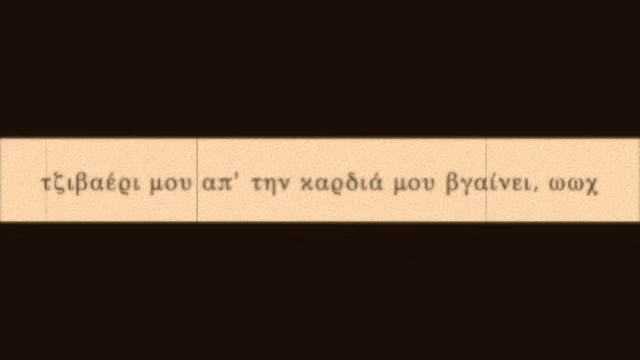 τζιβαέρι μου απ' την καρδιά μου βγαίνει, ωωχ